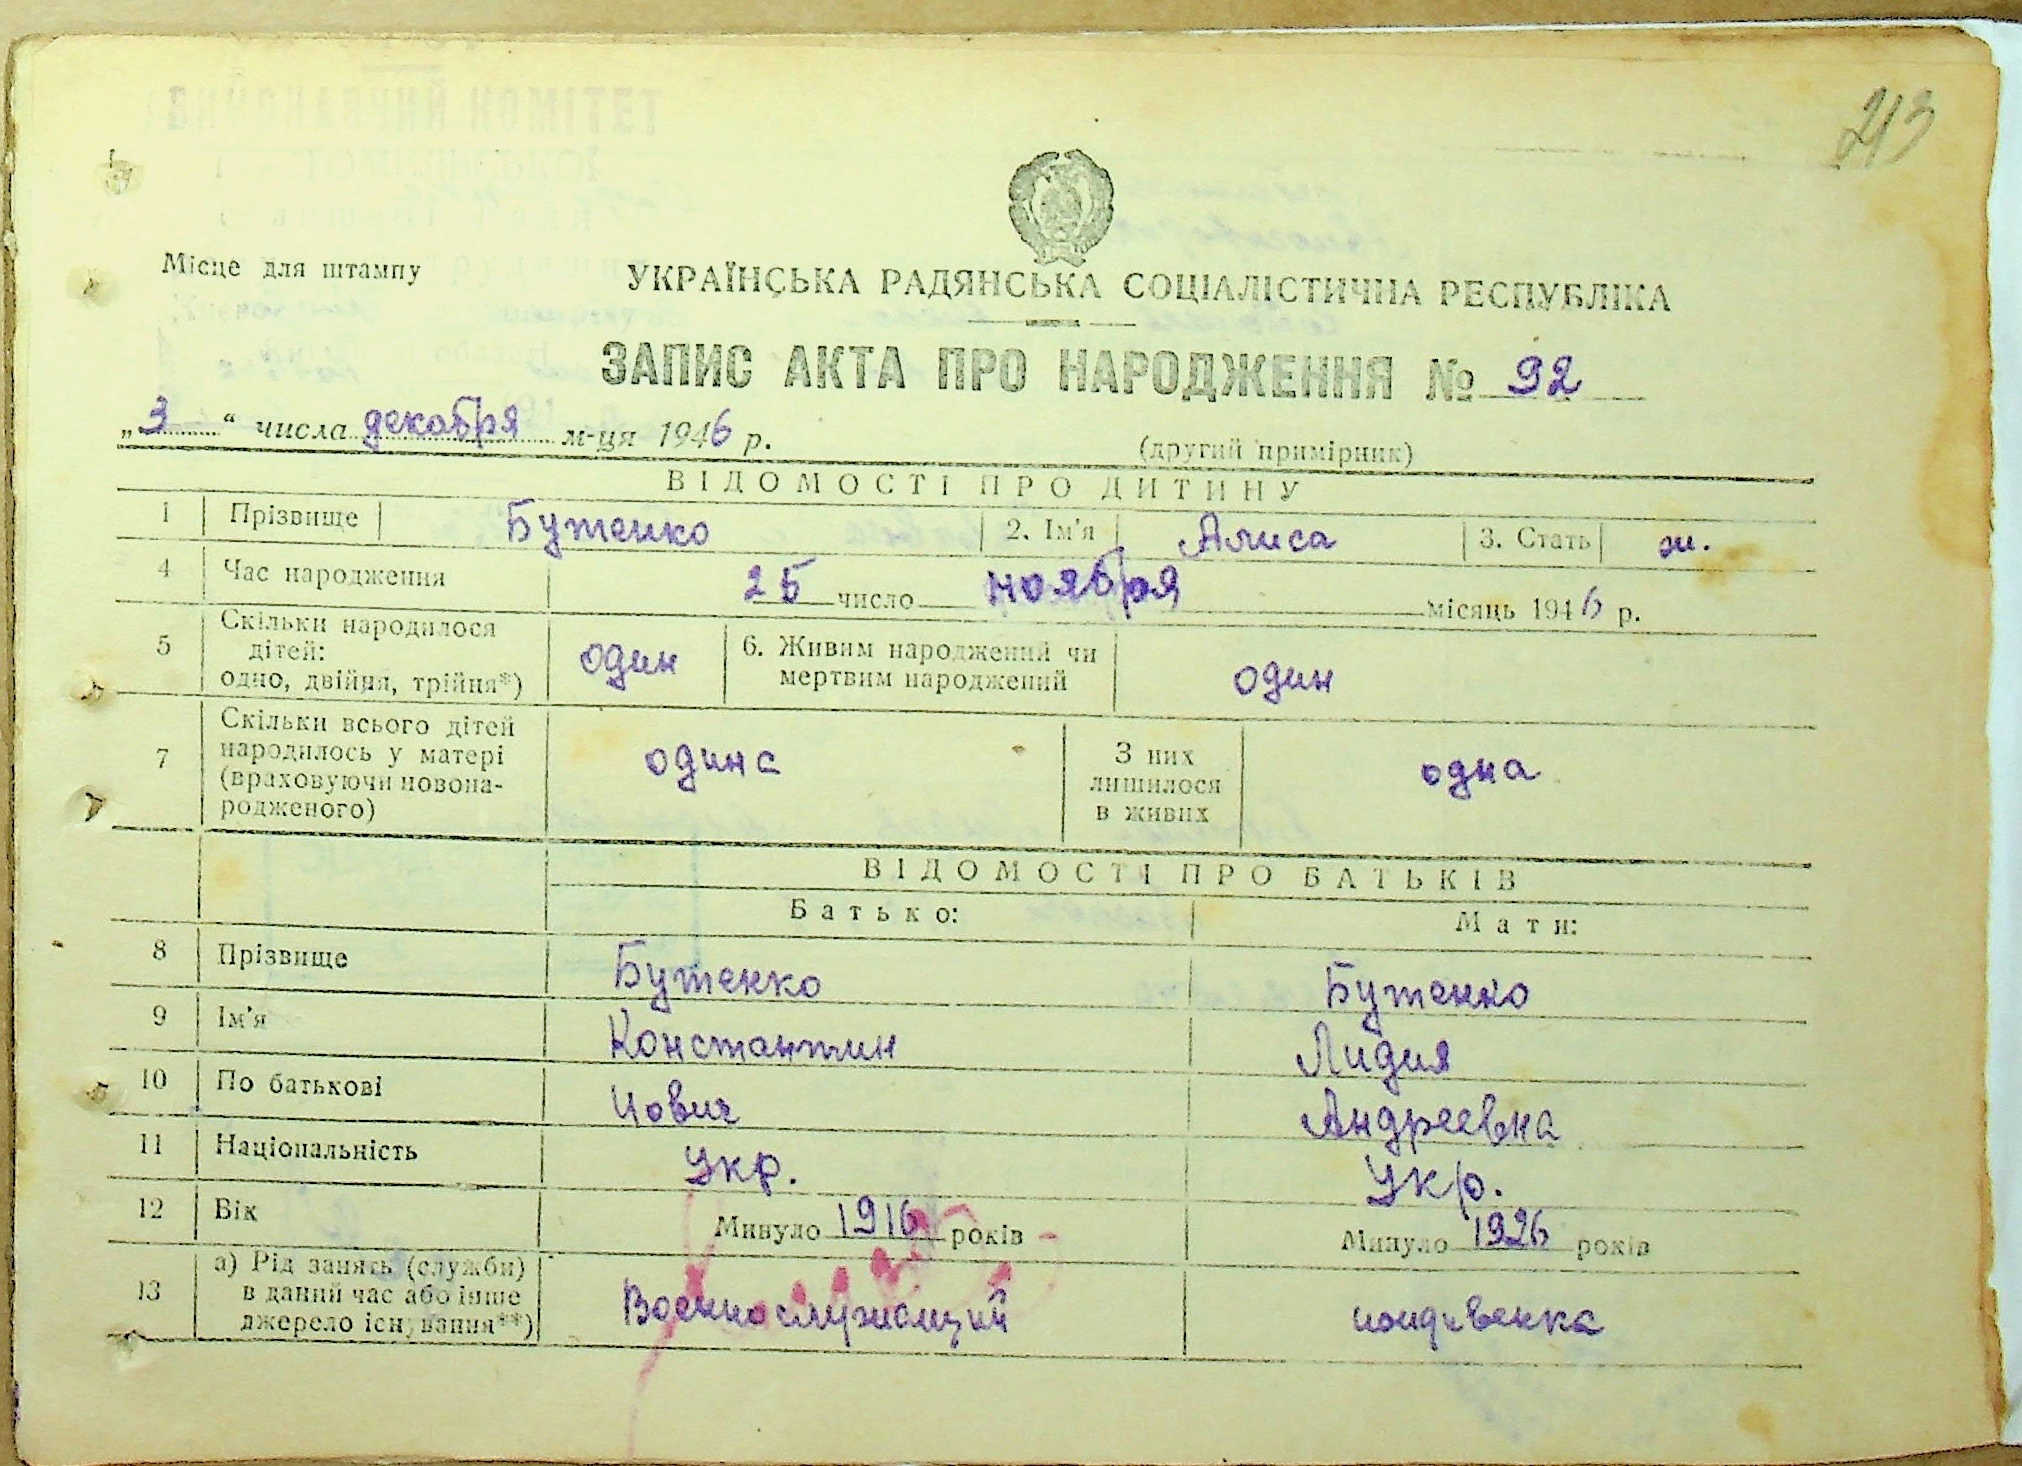 213
Місце для штампу
УКРАЇНСЬКА РАДЯНСЬКА СОЦІАЛІСТИЧНА РЕСПУБЛІКА
ЗАПИС АКТА ПРО НАРОДЖЕННЯ № 92
„3“ числа декабря м-ця 1946 р.
(другий примірник)
ВІДОМОСТІ ПРО ДИТИНУ
1 Прізвище Бутенко 2. Ім'я Алиса 3. Стать ж.
4 Час народження 25 число ноября місяць 1946 р.
5 Скільки народилося дітей: одно, двійня, трійня*) один 6. Живим народжений чи мертвим народжений один
7 Скільки всього дітей народилось у матері (враховуючи новонародженого) одна З них лишилося в живих одна
ВІДОМОСТІ ПРО БАТЬКІВ
Батько: Мати:
8 Прізвище Бутенко Бутенко
9 Ім'я Константин Лидия
10 По батькові Иович Андреевна
11 Національність Укр. Укр.
12 Вік Минуло 1916 років Минуло 1926 років
13 а) Рід занять (служби) в даний час або інше джерело існування**) Военнослужащий иждивенка